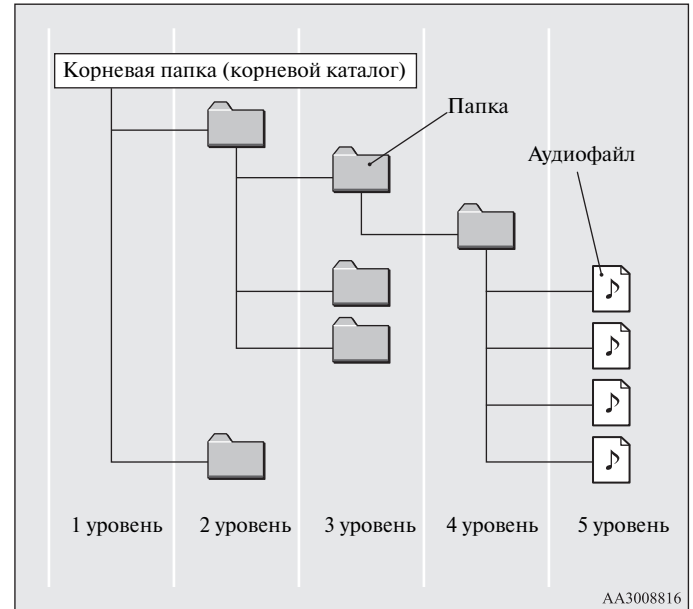 Корневая папка (корневой каталог)
Папка
Аудиофайл
1 уровень
2 уровень
3 уровень
4 уровень
5 уровень
AA3008816